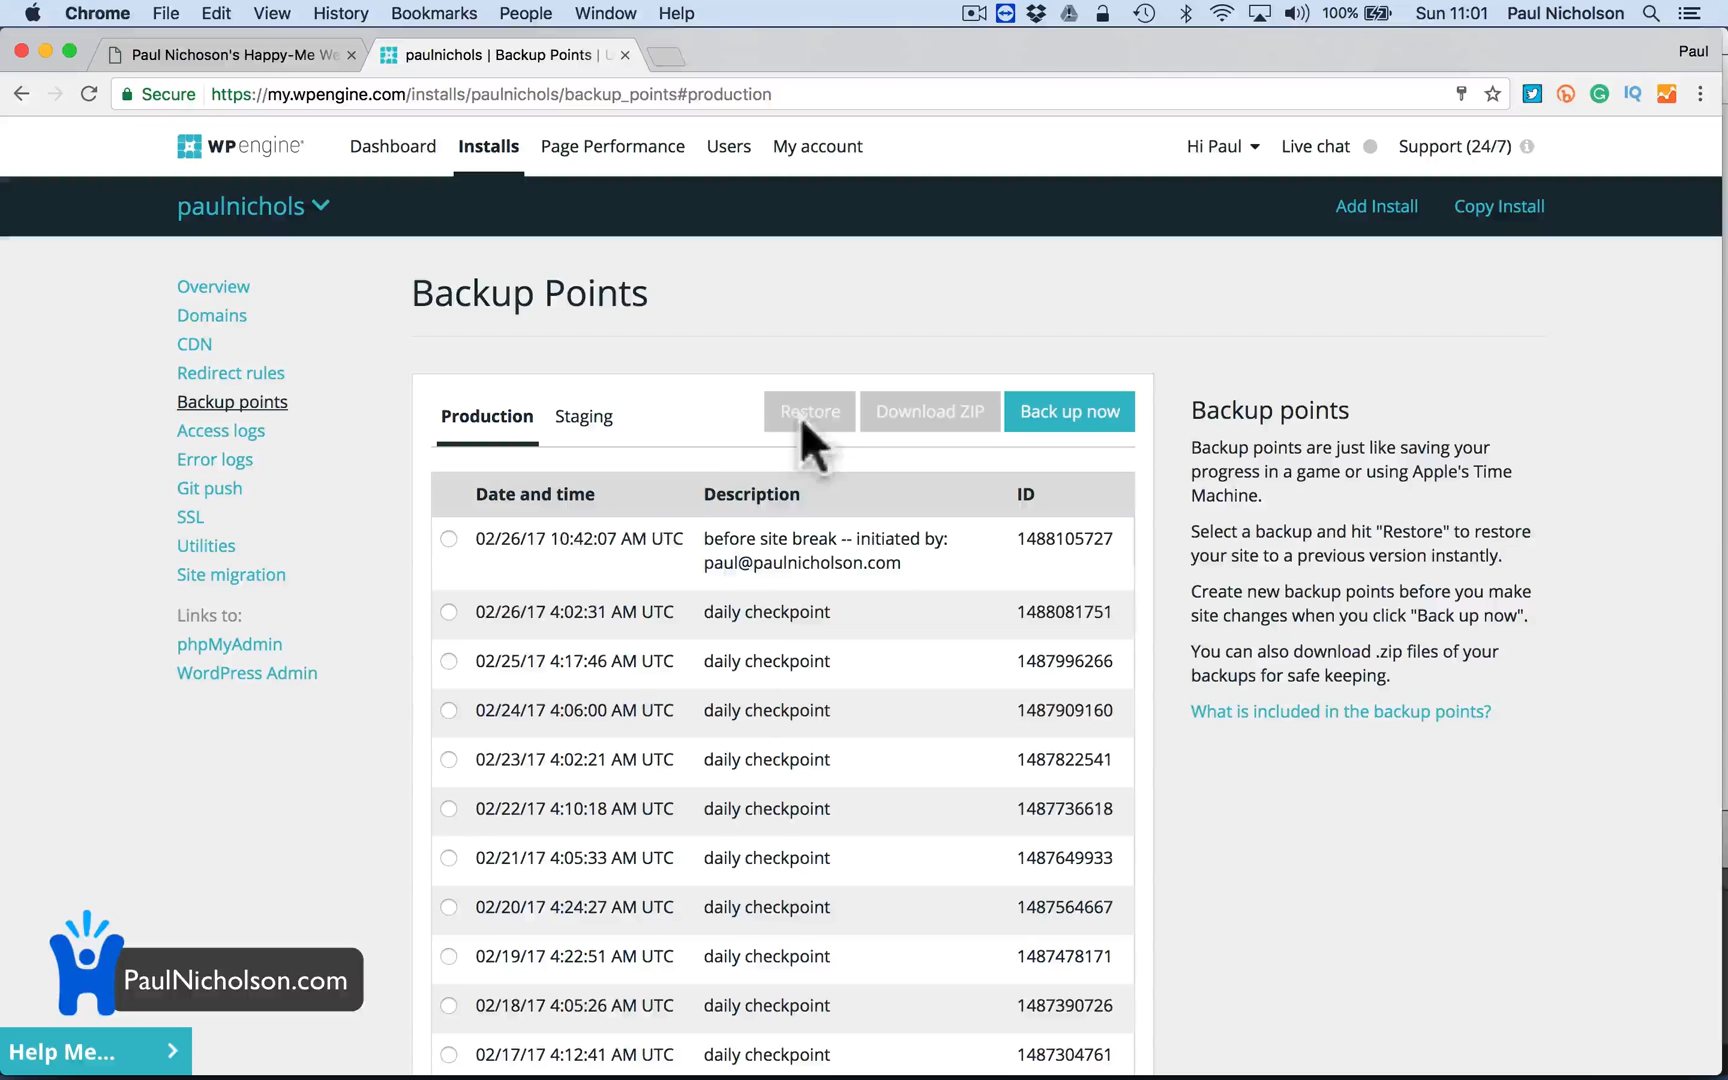 Chrome File Edit View History Bookmarks People Window Help 100% Sun 11:01 Paul Nicholson
Paul Nichoson's Happy-Me We
paulnichols | Backup Points |
Paul
Secure https://my.wpengine.com/installs/paulnichols/backup_points#production
WPengine Dashboard Installs Page Performance Users My account Hi Paul Live chat Support (24/7)
paulnichols Add Install Copy Install
Overview
Domains
CDN
Redirect rules
Backup points
Access logs
Error logs
Git push
SSL
Utilities
Site migration
Links to:
phpMyAdmin
WordPress Admin
Backup Points
Production Staging Restore Download ZIP Back up now
Date and time Description ID
02/26/17 10:42:07 AM UTC before site break -- initiated by: 1488105727
paul@paulnicholson.com
02/26/17 4:02:31 AM UTC daily checkpoint 1488081751
02/25/17 4:17:46 AM UTC daily checkpoint 1487996266
02/24/17 4:06:00 AM UTC daily checkpoint 1487909160
02/23/17 4:02:21 AM UTC daily checkpoint 1487822541
02/22/17 4:10:18 AM UTC daily checkpoint 1487736618
02/21/17 4:05:33 AM UTC daily checkpoint 1487649933
02/20/17 4:24:27 AM UTC daily checkpoint 1487564667
02/19/17 4:22:51 AM UTC daily checkpoint 1487478171
02/18/17 4:05:26 AM UTC daily checkpoint 1487390726
02/17/17 4:12:41 AM UTC daily checkpoint 1487304761
Backup points
Backup points are just like saving your
progress in a game or using Apple's Time
Machine.
Select a backup and hit "Restore" to restore
your site to a previous version instantly.
Create new backup points before you make
site changes when you click "Back up now".
You can also download .zip files of your
backups for safe keeping.
What is included in the backup points?
PaulNicholson.com
Help Me...